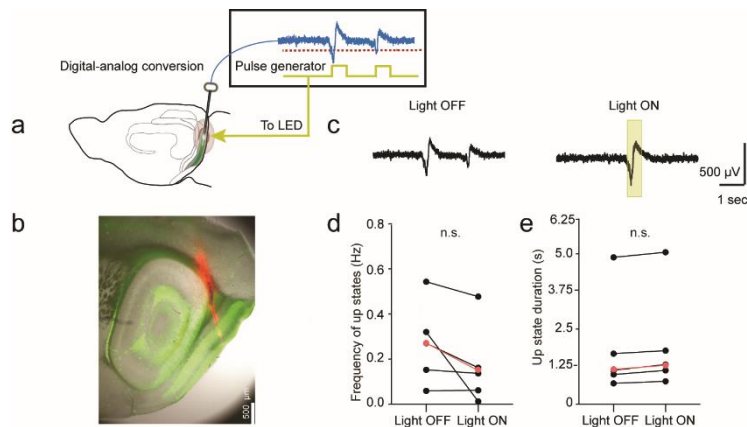 Digital-analog conversion
Pulse generator
To LED
a
c
Light OFF
Light ON
500 µV
1 sec
b
500 µm
d
n.s.
Frequency of up states (Hz)
0.8
0.6
0.4
0.2
0.0
Light OFF Light ON
e
n.s.
Up state duration (s)
6.25
5.0
3.75
2.5
1.25
0
Light OFF Light ON